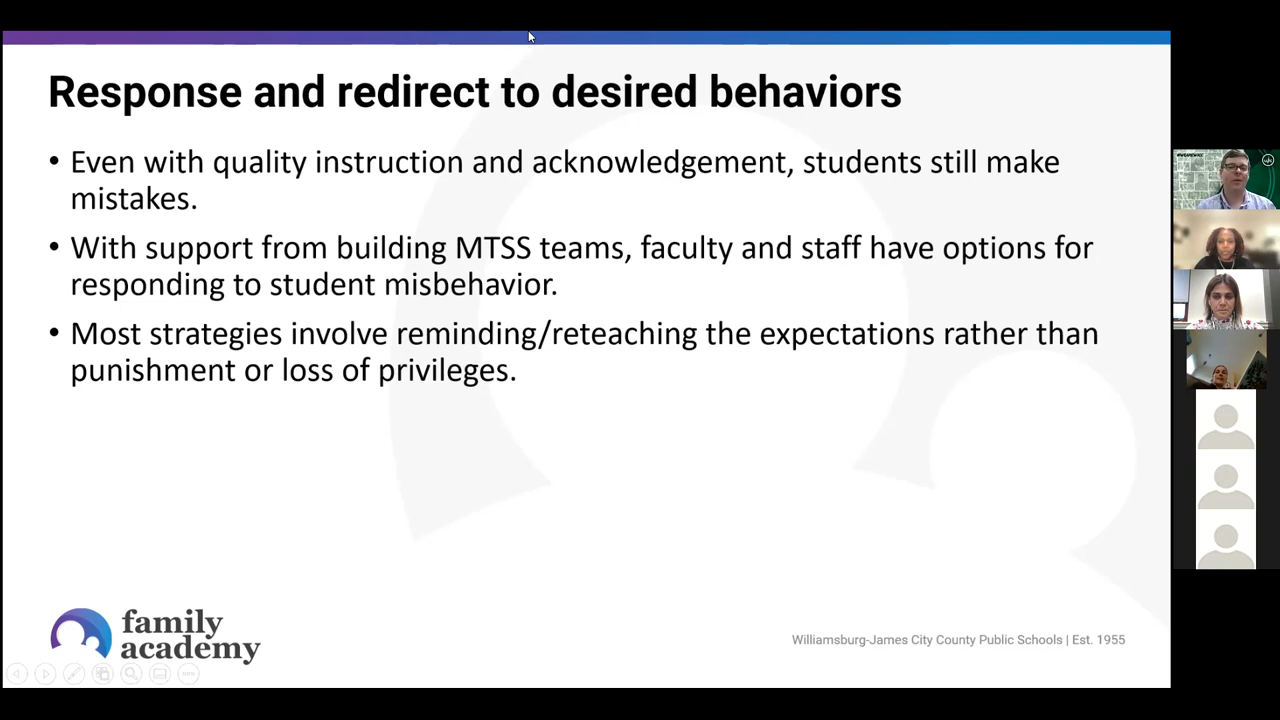 Response and redirect to desired behaviors
• Even with quality instruction and acknowledgement, students still make
mistakes.
• With support from building MTSS teams, faculty and staff have options for
responding to student misbehavior.
• Most strategies involve reminding/reteaching the expectations rather than
punishment or loss of privileges.
family
academy
Williamsburg-James City County Public Schools | Est. 1955